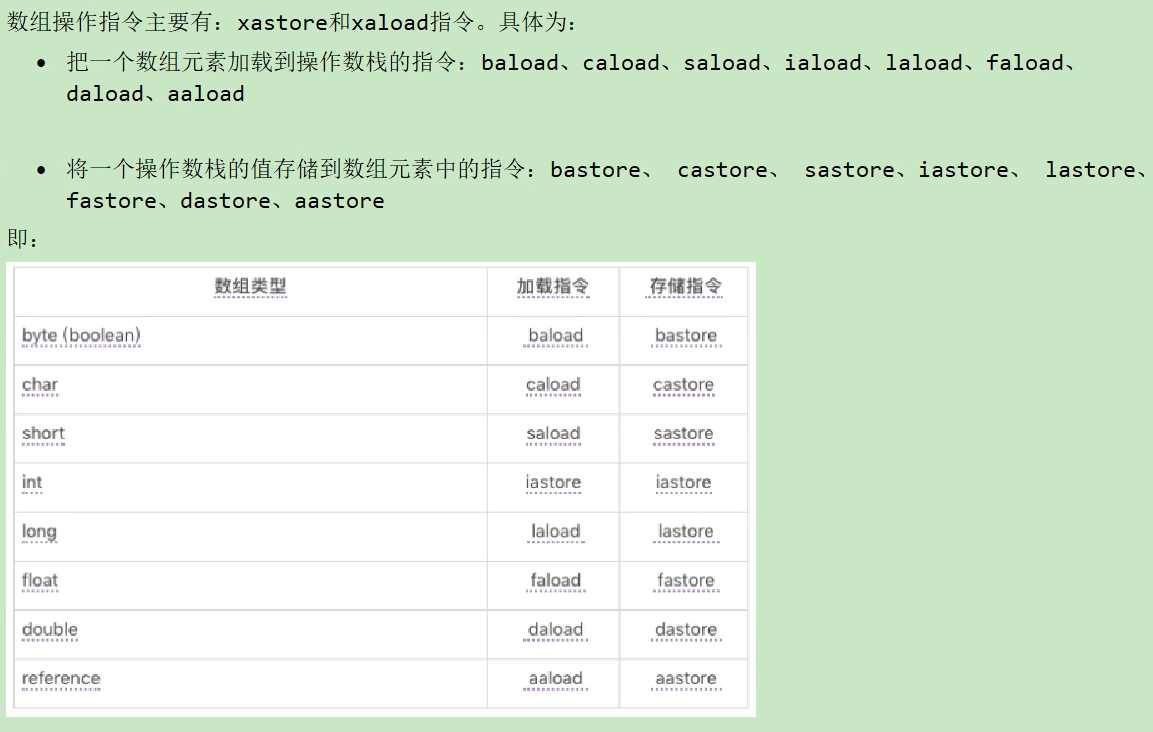 数组操作指令主要有：xastore和xaload指令。具体为：
• 把一个数组元素加载到操作数栈的指令：baload、caload、saload、iaload、laload、faload、
daload、aaload
• 将一个操作数栈的值存储到数组元素中的指令：bastore、 castore、 sastore、iastore、 lastore、
fastore、dastore、aastore
即：
数组类型 加载指令 存储指令
byte (boolean) baload bastore
char caload castore
short saload sastore
int iastore iastore
long laload lastore
float faload fastore
double daload dastore
reference aaload aastore